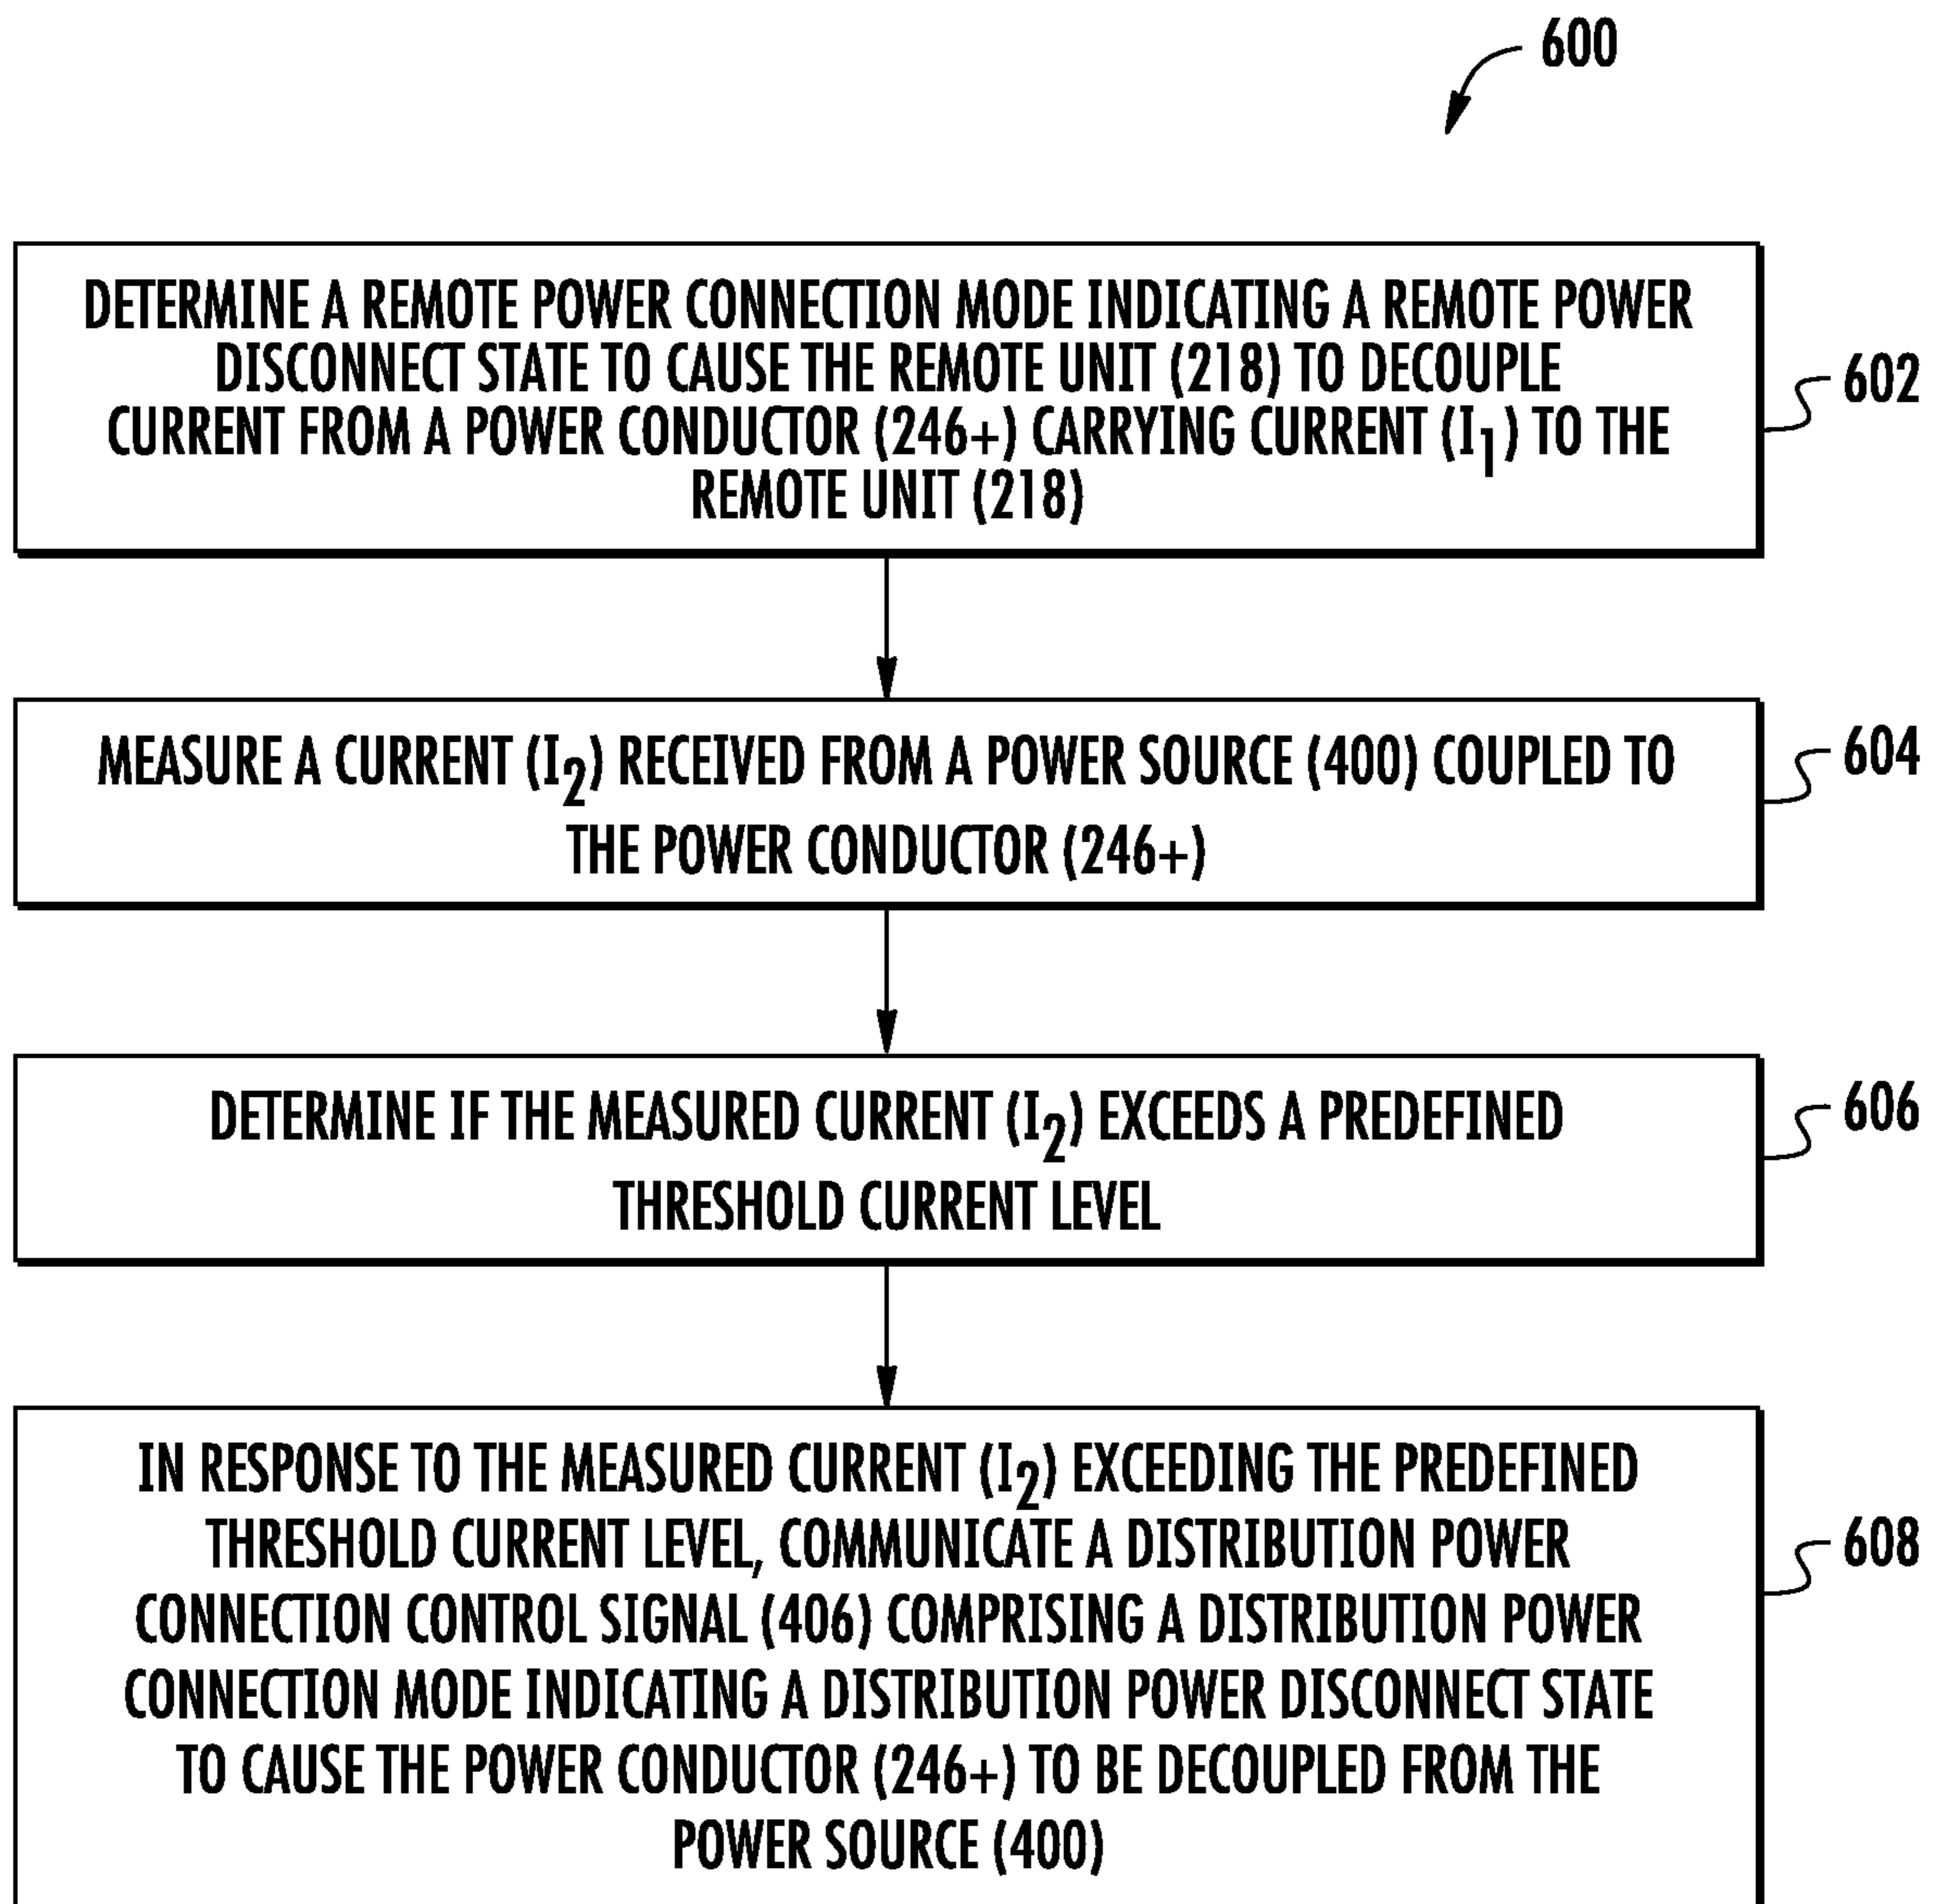 600
DETERMINE A REMOTE POWER CONNECTION MODE INDICATING A REMOTE POWER
DISCONNECT STATE TO CAUSE THE REMOTE UNIT (218) TO DECOUPLE
CURRENT FROM A POWER CONDUCTOR (246+) CARRYING CURRENT (I1) TO THE
REMOTE UNIT (218)
602
MEASURE A CURRENT (I2) RECEIVED FROM A POWER SOURCE (400) COUPLED TO
THE POWER CONDUCTOR (246+)
604
DETERMINE IF THE MEASURED CURRENT (I2) EXCEEDS A PREDEFINED
THRESHOLD CURRENT LEVEL
606
IN RESPONSE TO THE MEASURED CURRENT (I2) EXCEEDING THE PREDEFINED
THRESHOLD CURRENT LEVEL, COMMUNICATE A DISTRIBUTION POWER
CONNECTION CONTROL SIGNAL (406) COMPRISING A DISTRIBUTION POWER
CONNECTION MODE INDICATING A DISTRIBUTION POWER DISCONNECT STATE
TO CAUSE THE POWER CONDUCTOR (246+) TO BE DECOUPLED FROM THE
POWER SOURCE (400)
608